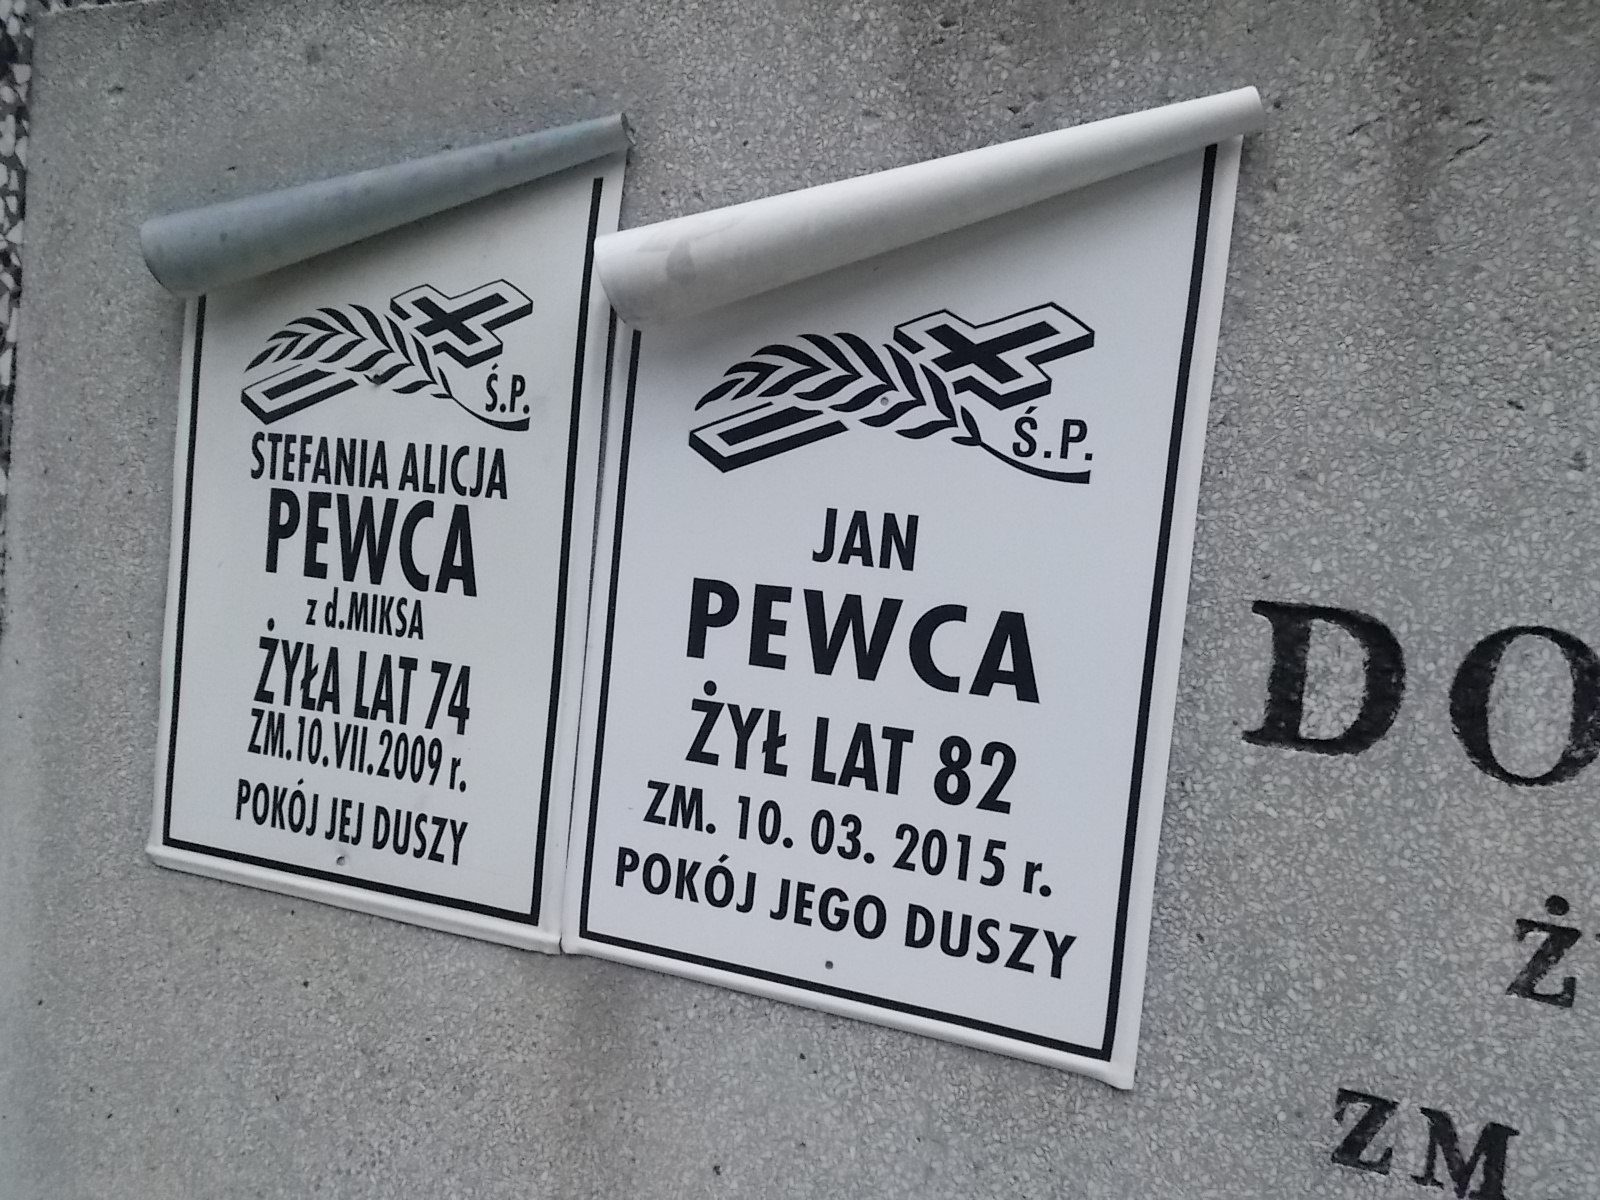 Ś.P.
STEFANIA ALICJA
PEWCA
z d.MIKSA
ŻYŁA LAT 74
ZM.10.VII.2009 r.
POKÓJ JEJ DUSZY
Ś.P.
JAN
PEWCA
ŻYŁ LAT 82
ZM. 10. 03. 2015 r.
POKÓJ JEGO DUSZY
ZM